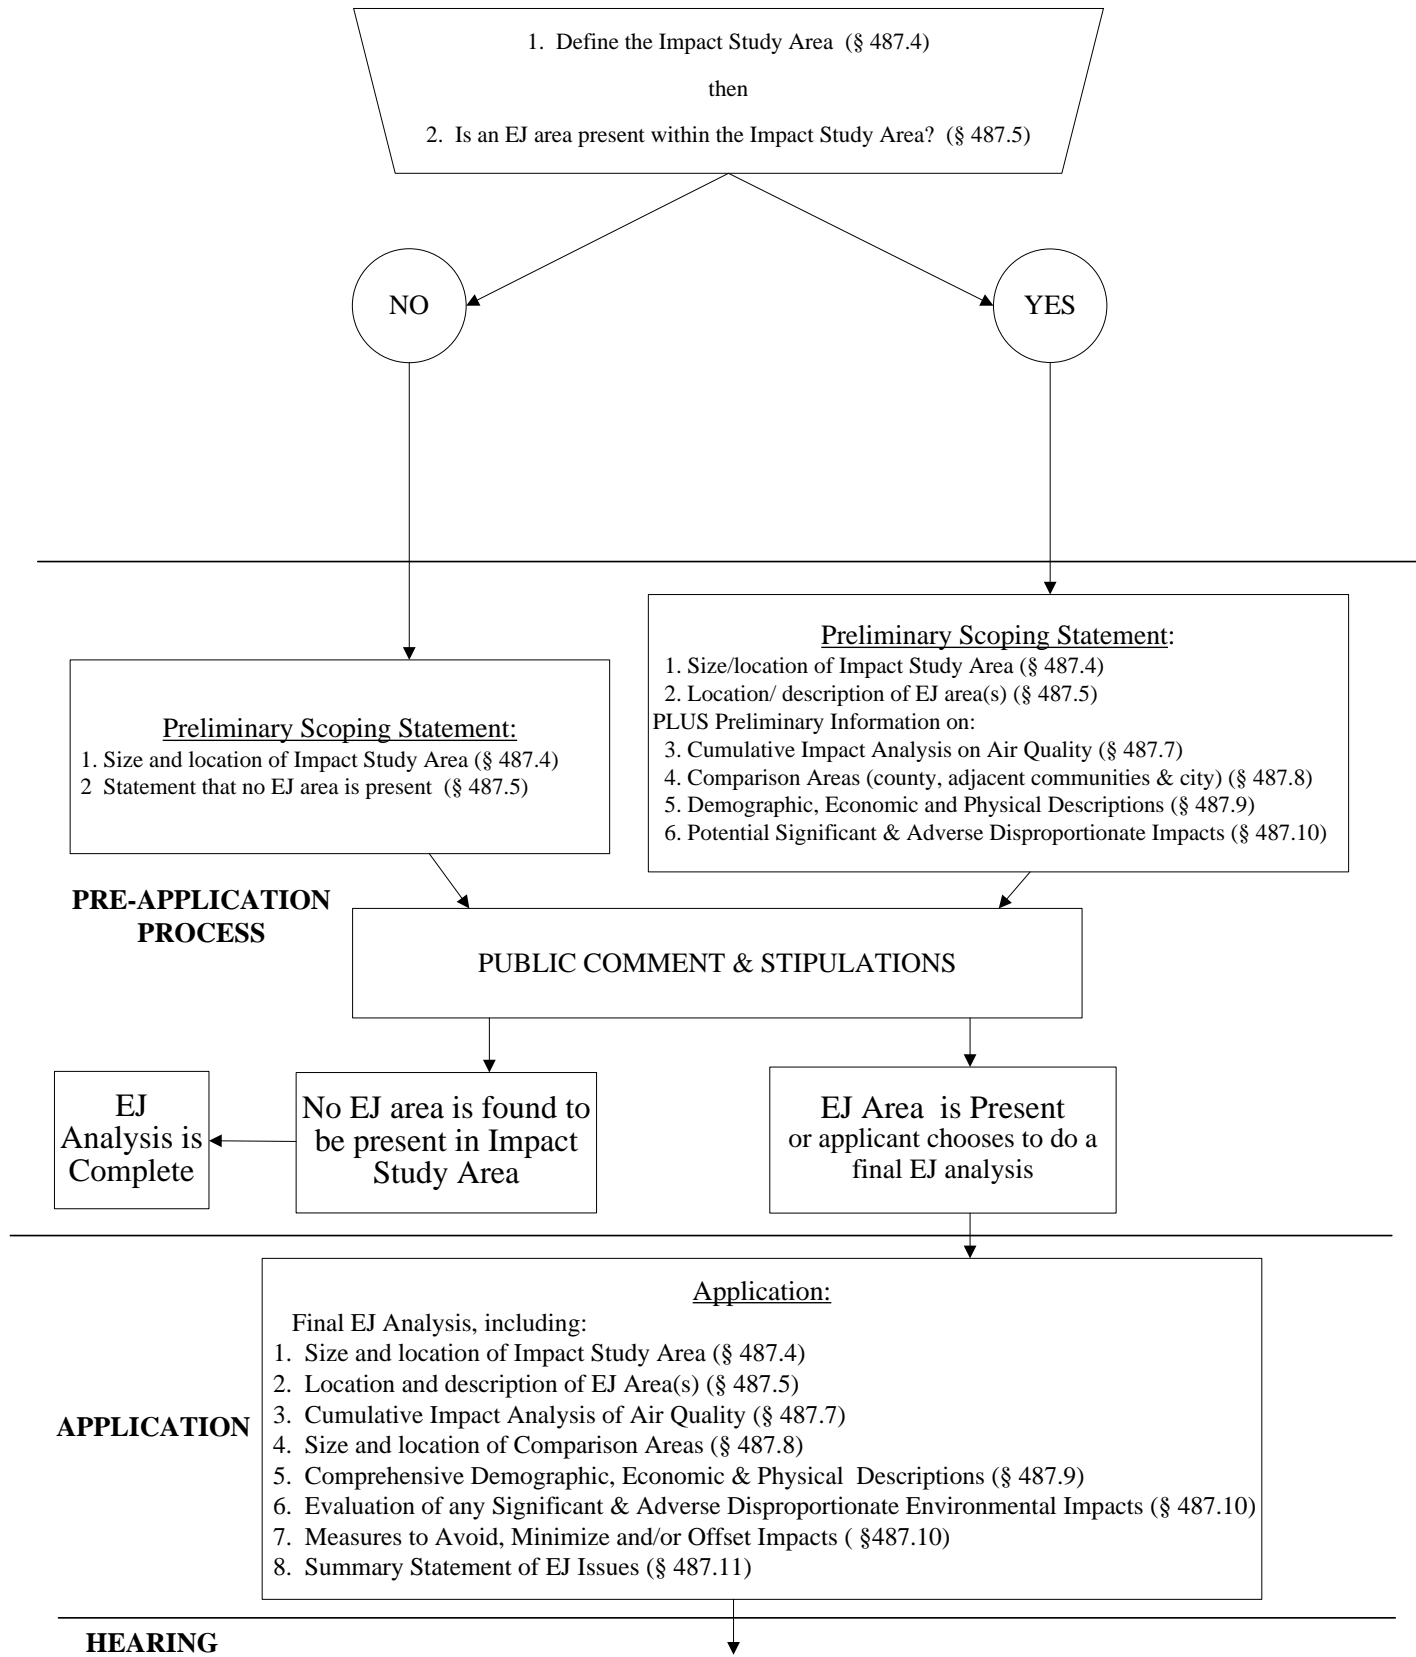 1. Define the Impact Study Area (§ 487.4)
then
2. Is an EJ area present within the Impact Study Area? (§ 487.5)
NO
YES
Preliminary Scoping Statement:
1. Size and location of Impact Study Area (§ 487.4)
2 Statement that no EJ area is present (§ 487.5)
Preliminary Scoping Statement:
1. Size/location of Impact Study Area (§ 487.4)
2. Location/ description of EJ area(s) (§ 487.5)
PLUS Preliminary Information on:
3. Cumulative Impact Analysis on Air Quality (§ 487.7)
4. Comparison Areas (county, adjacent communities & city) (§ 487.8)
5. Demographic, Economic and Physical Descriptions (§ 487.9)
6. Potential Significant & Adverse Disproportionate Impacts (§ 487.10)
PRE-APPLICATION
PROCESS
PUBLIC COMMENT & STIPULATIONS
EJ
Analysis is
Complete
No EJ area is found to
be present in Impact
Study Area
EJ Area is Present
or applicant chooses to do a
final EJ analysis
APPLICATION
Application:
Final EJ Analysis, including:
1. Size and location of Impact Study Area (§ 487.4)
2. Location and description of EJ Area(s) (§ 487.5)
3. Cumulative Impact Analysis of Air Quality (§ 487.7)
4. Size and location of Comparison Areas (§ 487.8)
5. Comprehensive Demographic, Economic & Physical Descriptions (§ 487.9)
6. Evaluation of any Significant & Adverse Disproportionate Environmental Impacts (§ 487.10)
7. Measures to Avoid, Minimize and/or Offset Impacts ( §487.10)
8. Summary Statement of EJ Issues (§ 487.11)
HEARING